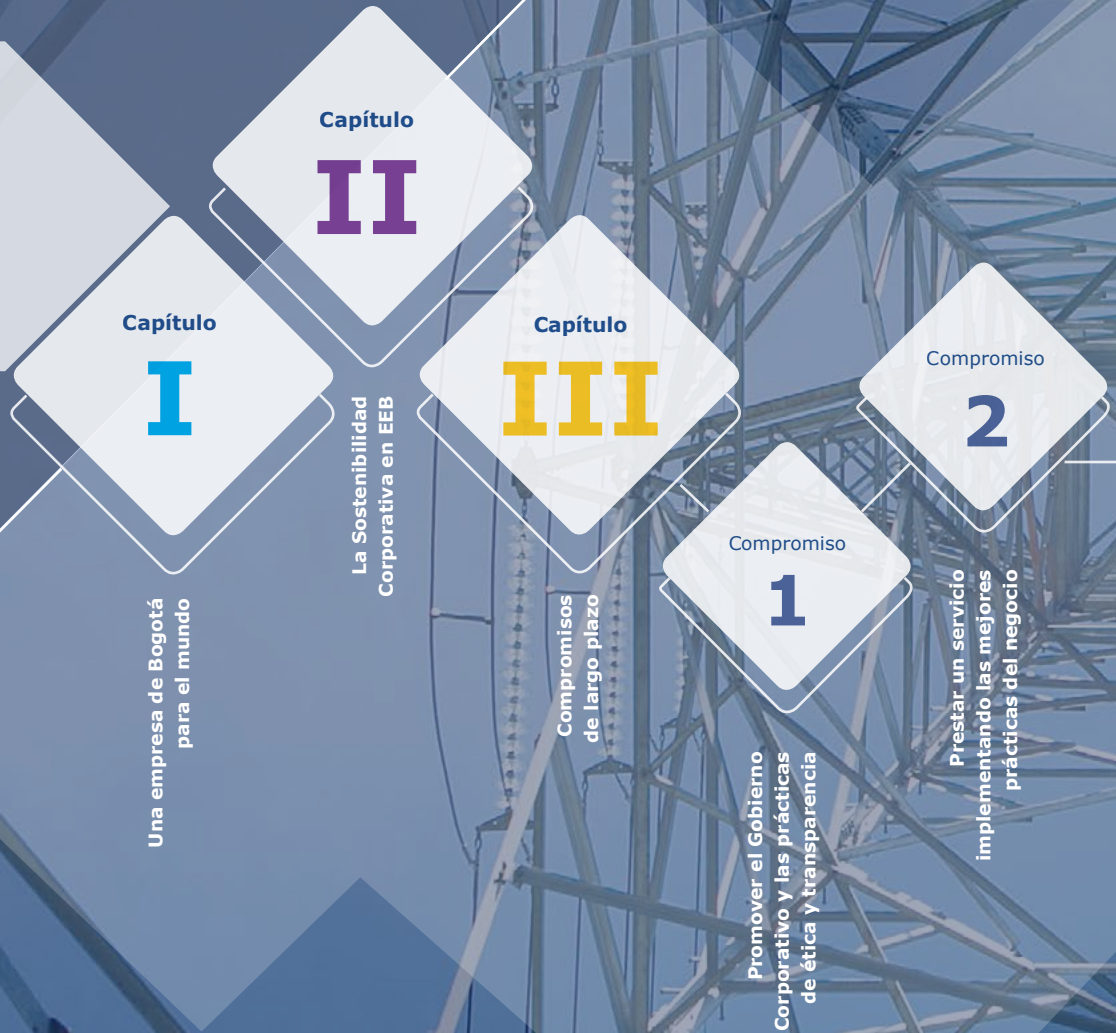 Capítulo
I
Una empresa de Bogotá
para el mundo
Capítulo
II
La Sostenibilidad
Corporativa en EEB
Capítulo
III
Compromisos
de largo plazo
Compromiso
1
Promover el Gobierno
Corporativo y las prácticas
de ética y transparencia
Compromiso
2
Prestar un servicio
implementando las mejores
prácticas del negocio